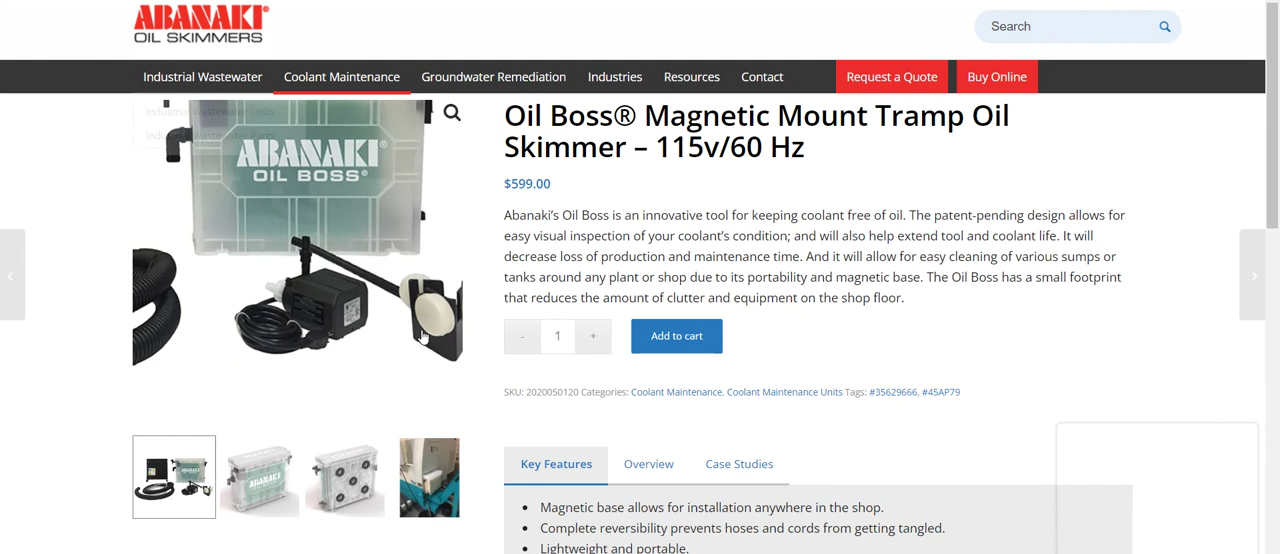 ABANAKI®
OIL SKIMMERS
Search
Industrial Wastewater
Coolant Maintenance
Groundwater Remediation
Industries
Resources
Contact
Request a Quote
Buy Online
Industrial Wastewater Units
Industrial Wastewater Parts
ABANAKI®
OIL BOSS®
Oil Boss® Magnetic Mount Tramp Oil
Skimmer – 115v/60 Hz
$599.00
Abanaki’s Oil Boss is an innovative tool for keeping coolant free of oil. The patent-pending design allows for
easy visual inspection of your coolant’s condition; and will also help extend tool and coolant life. It will
decrease loss of production and maintenance time. And it will allow for easy cleaning of various sumps or
tanks around any plant or shop due to its portability and magnetic base. The Oil Boss has a small footprint
that reduces the amount of clutter and equipment on the shop floor.
- 1 +
Add to cart
SKU: 2020050120 Categories: Coolant Maintenance, Coolant Maintenance Units Tags: #35629666, #45AP79
ABANAKI
Key Features
Overview
Case Studies
Magnetic base allows for installation anywhere in the shop.
Complete reversibility prevents hoses and cords from getting tangled.
Lightweight and portable.